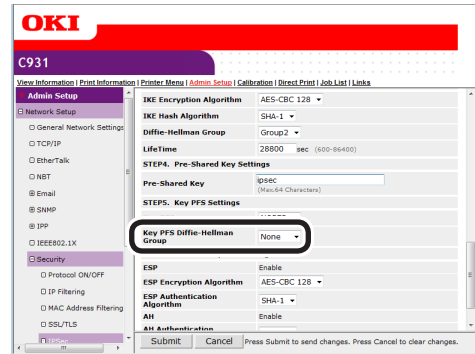 OKI
C931
View Information | Print Information | Printer Menu | Admin Setup | Calibration | Direct Print | Job List | Links
Admin Setup
Network Setup
General Network Settings
TCP/IP
EtherTalk
NBT
Email
SNMP
IPP
IEEE802.1X
Security
Protocol ON/OFF
IP Filtering
MAC Address Filtering
SSL/TLS
IPSec
IKE Encryption Algorithm AES-CBC 128
IKE Hash Algorithm SHA-1
Diffie-Hellman Group Group2
LifeTime 28800 sec (600-86400)
STEP4. Pre-Shared Key Settings
Pre-Shared Key ipsec
(Max.64 Characters)
STEP5. Key PFS Settings
Key PFS Diffie-Hellman Group None
ESP Enable
ESP Encryption Algorithm AES-CBC 128
ESP Authentication Algorithm SHA-1
AH Enable
AH Authentication
Submit Cancel Press Submit to send changes. Press Cancel to clear changes.